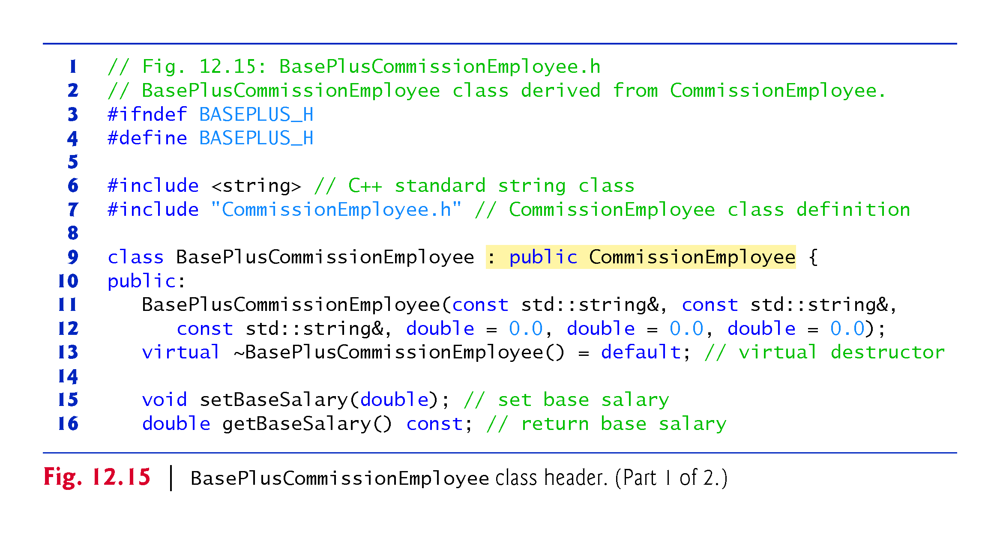 1 // Fig. 12.15: BasePlusCommissionEmployee.h
2 // BasePlusCommissionEmployee class derived from CommissionEmployee.
3 #ifndef BASEPLUS_H
4 #define BASEPLUS_H
5
6 #include <string> // C++ standard string class
7 #include "CommissionEmployee.h" // CommissionEmployee class definition
8
9 class BasePlusCommissionEmployee : public CommissionEmployee {
10 public:
11    BasePlusCommissionEmployee(const std::string&, const std::string&,
12       const std::string&, double = 0.0, double = 0.0, double = 0.0);
13    virtual ~BasePlusCommissionEmployee() = default; // virtual destructor
14
15    void setBaseSalary(double); // set base salary
16    double getBaseSalary() const; // return base salary
Fig. 12.15 | BasePlusCommissionEmployee class header. (Part 1 of 2.)